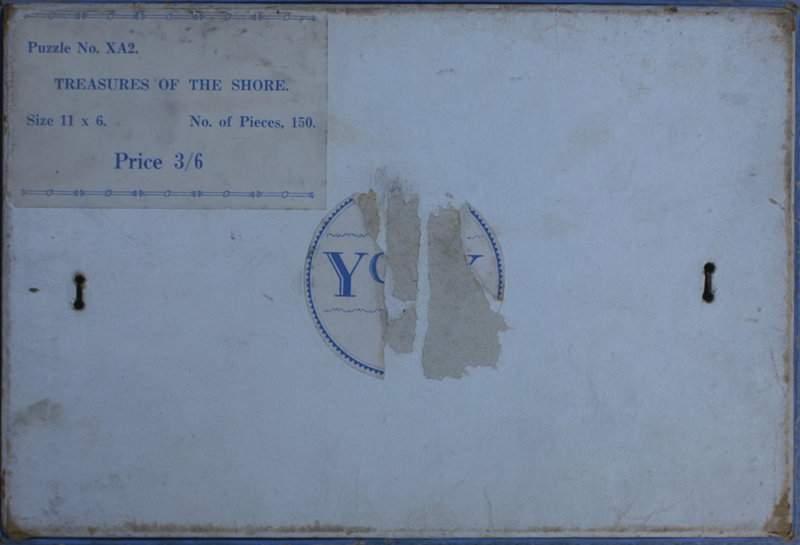 Puzzle No. XA2.
TREASURES OF THE SHORE.
Size 11 x 6. No. of Pieces, 150.
Price 3/6